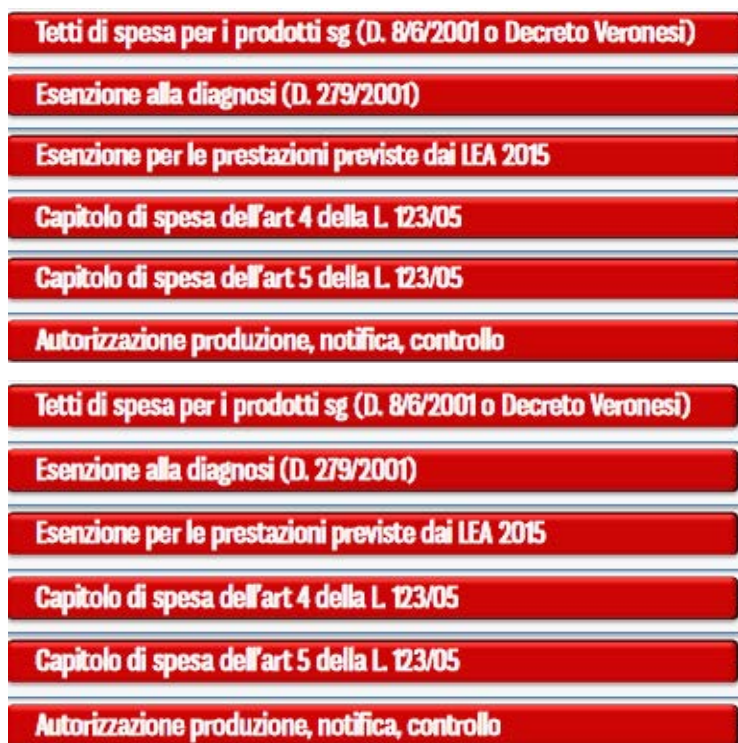 Tetti di spesa per i prodotti sg (D. 8/6/2001 o Decreto Veronesi)
Esenzione alla diagnosi (D. 279/2001)
Esenzione per le prestazioni previste dai LEA 2015
Capitolo di spesa dell'art 4 della L. 123/05
Capitolo di spesa dell'art 5 della L. 123/05
Autorizzazione produzione, notifica, controllo
Tetti di spesa per i prodotti sg (D. 8/6/2001 o Decreto Veronesi)
Esenzione alla diagnosi (D. 279/2001)
Esenzione per le prestazioni previste dai LEA 2015
Capitolo di spesa dell'art 4 della L. 123/05
Capitolo di spesa dell'art 5 della L. 123/05
Autorizzazione produzione, notifica, controllo